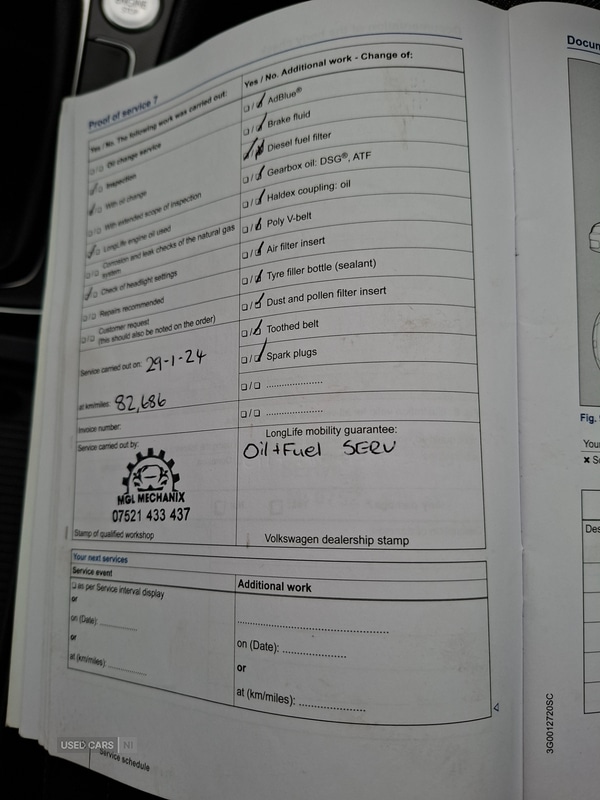 ENGINE
STOP
Proof of service 7
Yes / No. The following work was carried out:
Oil change service
Inspection
With oil change
With extended scope of inspection
LongLife engine oil used
Corrosion and leak checks of the natural gas
system
Check of headlight settings
Repairs recommended
Customer request
(this should also be noted on the order)
Service carried out on: 29-1-24
at km/miles: 82,686
Invoice number:
Service carried out by:
MGL MECHANIX
07521 433 437
Stamp of qualified workshop
Yes / No. Additional work - Change of:
AdBlue®
Brake fluid
Diesel fuel filter
Gearbox oil: DSG®, ATF
Haldex coupling: oil
Poly V-belt
Air filter insert
Tyre filler bottle (sealant)
Dust and pollen filter insert
Toothed belt
Spark plugs
LongLife mobility guarantee:
Oil + Fuel SERV
Volkswagen dealership stamp
Your next services
Service event
as per Service interval display
or
on (Date): ................
or
at (km/miles): ................
Additional work
on (Date): ................
or
at (km/miles): ................
Service schedule
USED CARS NI
3G0012720SC
Docum
Fig.
Your
Des